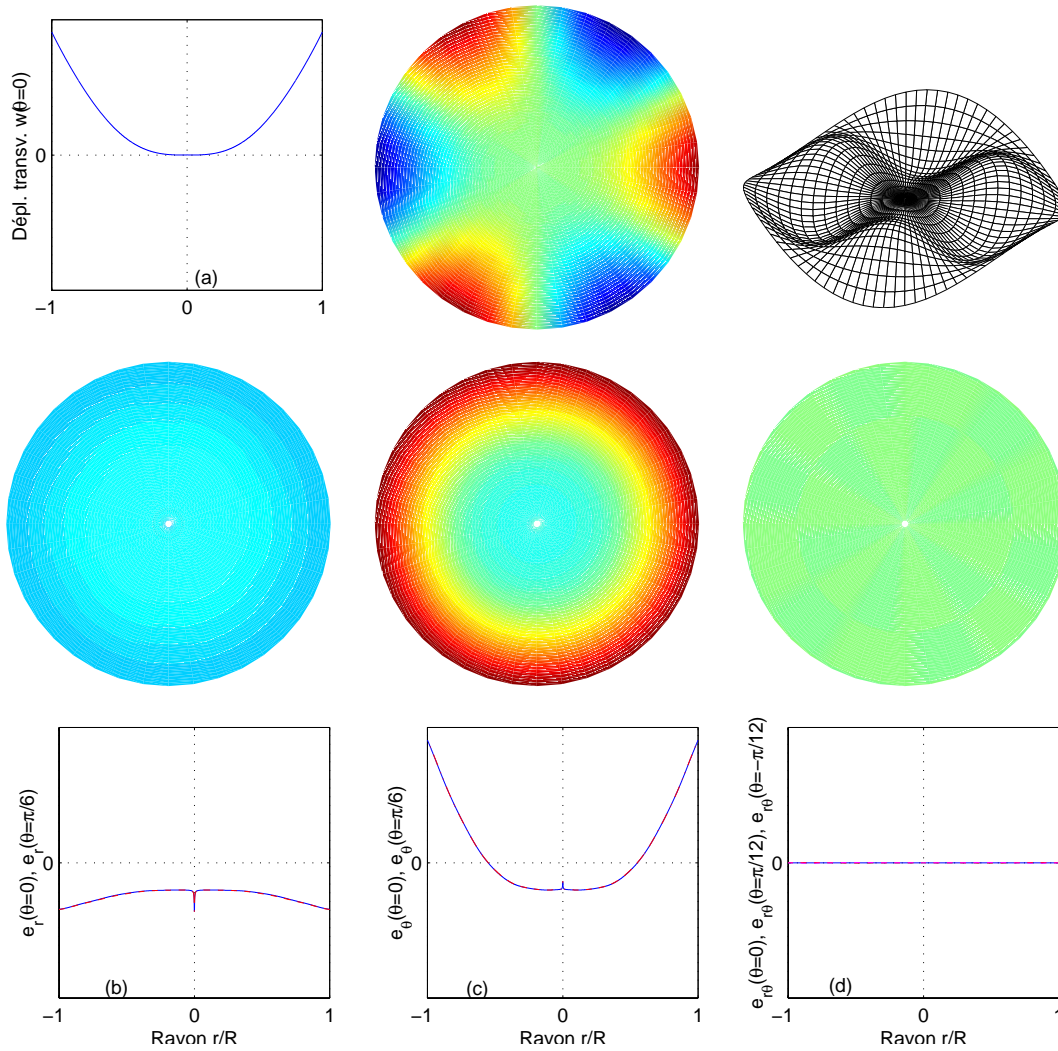 Dépl. transv. w(θ=0)
0
(a)
−1 0 1
e_r(θ=0), e_r(θ=π/6)
0
(b)
−1 0 1
Rayon r/R
e_θ(θ=0), e_θ(θ=π/6)
0
(c)
−1 0 1
Rayon r/R
e_rθ(θ=0), e_rθ(θ=π/12), e_rθ(θ=−π/12)
0
(d)
−1 0 1
Rayon r/R